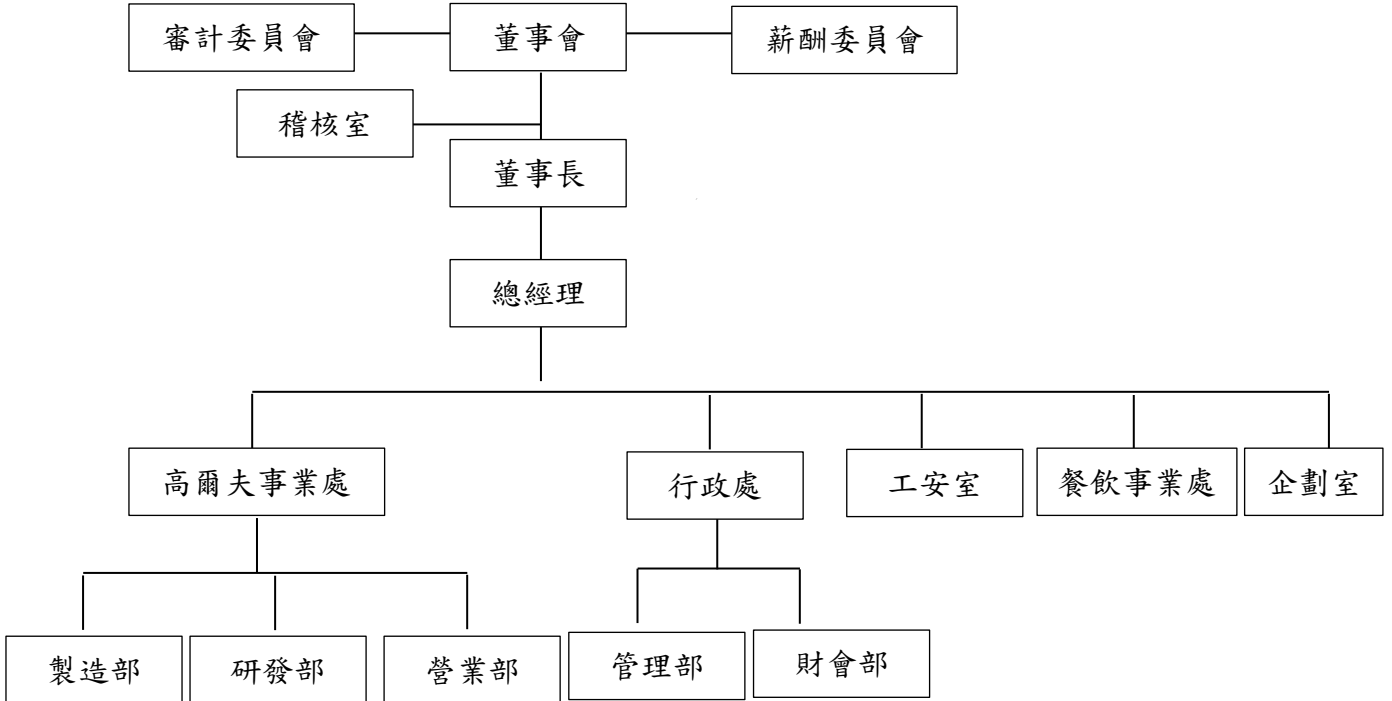 審計委員會
董事會
薪酬委員會
稽核室
董事長
總經理
高爾夫事業處
行政處
工安室
餐飲事業處
企劃室
製造部
研發部
營業部
管理部
財會部